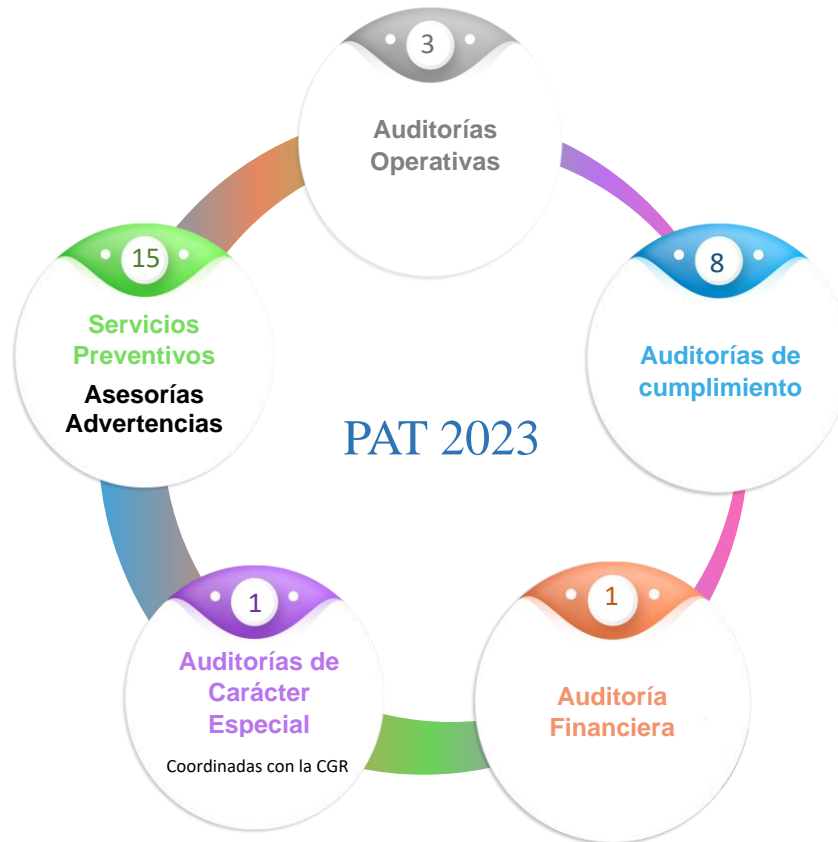 3
Auditorías
Operativas
8
Auditorías de
cumplimiento
1
Auditoría
Financiera
1
Auditorías de
Carácter
Especial
Coordinadas con la CGR
15
Servicios
Preventivos
Asesorías
Advertencias
PAT 2023